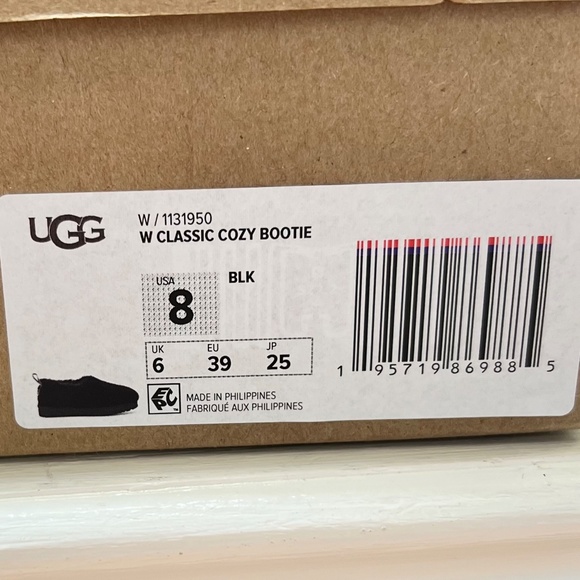 UGG
W / 1131950
W CLASSIC COZY BOOTIE
USA
8
BLK
UK EU JP
6 39 25
MADE IN PHILIPPINES
FABRIQUÉ AUX PHILIPPINES
1 95719 86988 5